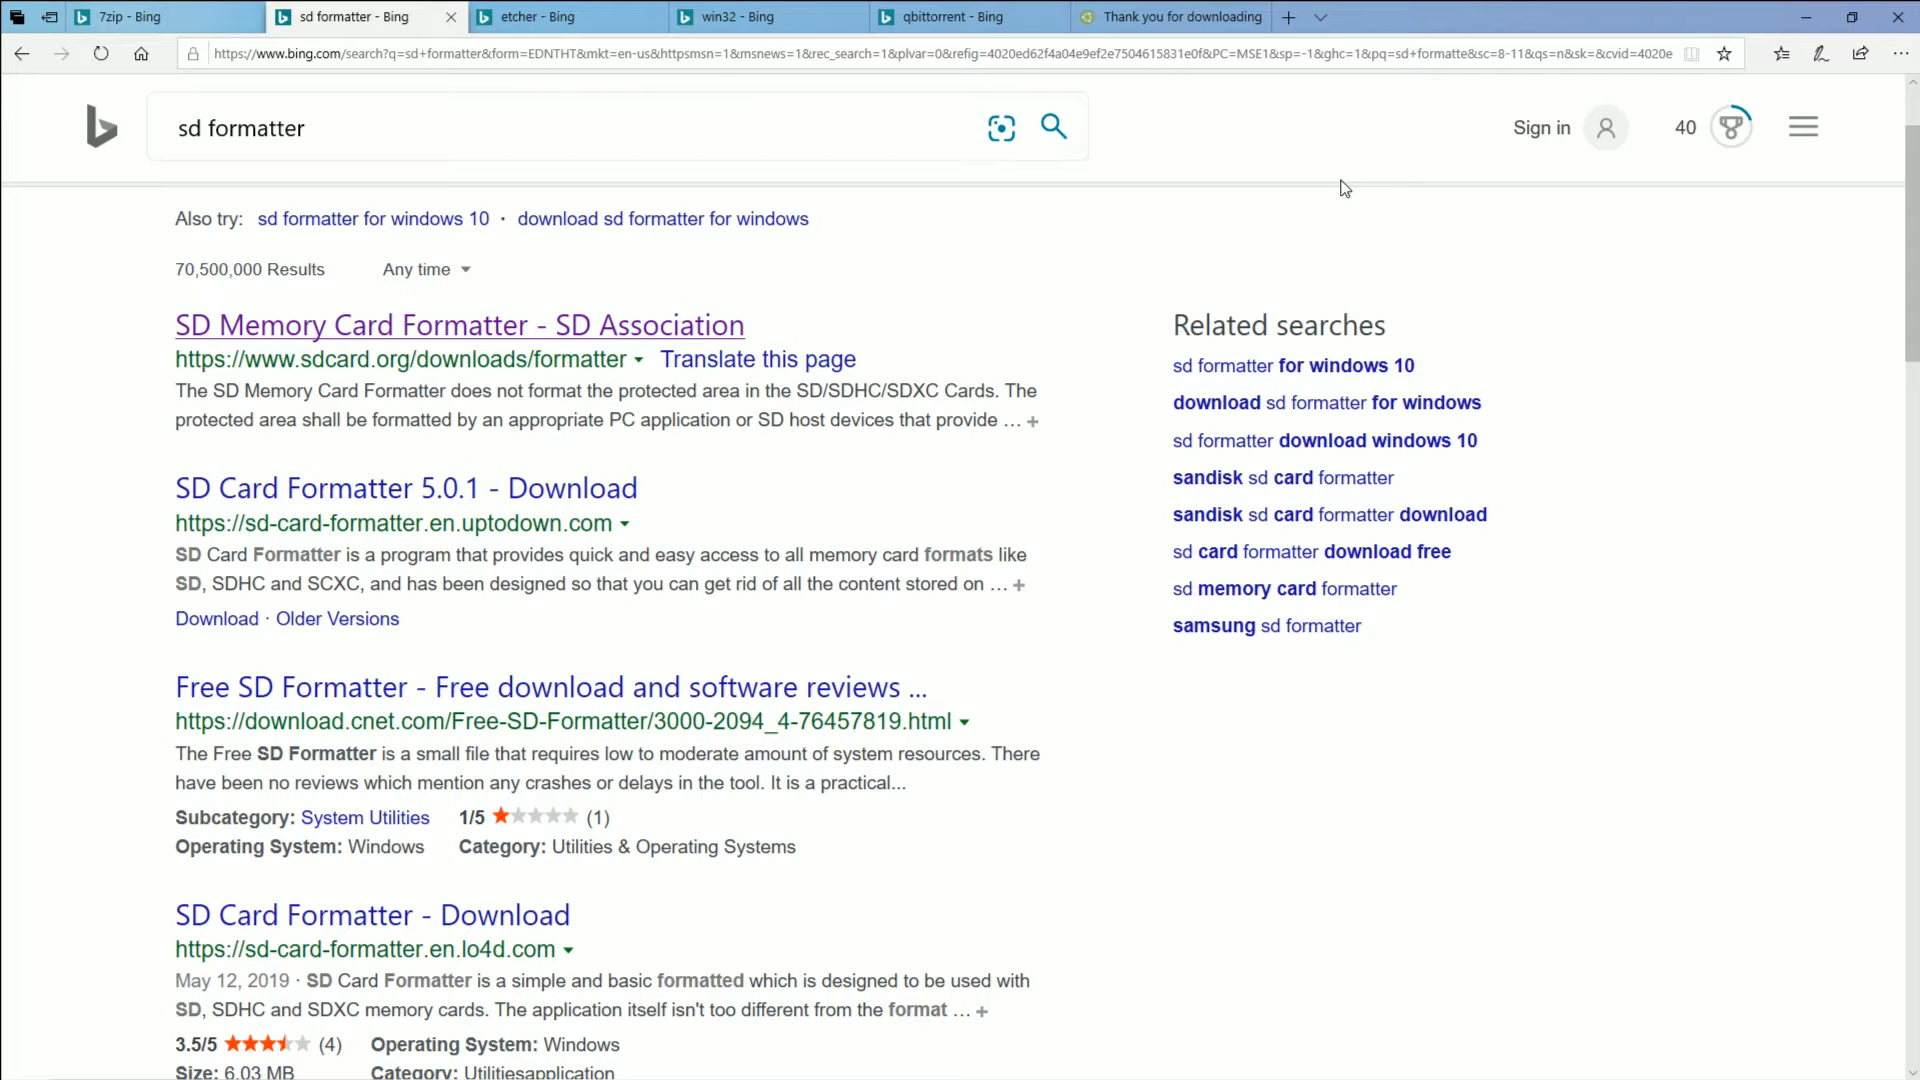 7zip - Bing
sd formatter - Bing
etcher - Bing
win32 - Bing
qbittorrent - Bing
Thank you for downloading
https://www.bing.com/search?q=sd+formatter&form=EDNTHT&mkt=en-us&httpsmsn=1&msnews=1&rec_search=1&plvar=0&refig=4020ed62f4a04e9ef2e7504615831e0f&PC=MSE1&sp=-1&ghc=1&pq=sd+formatte&sc=8-11&qs=n&sk=&cvid=4020e
sd formatter
Sign in
40
Also try: sd formatter for windows 10 · download sd formatter for windows
70,500,000 Results Any time
SD Memory Card Formatter - SD Association
https://www.sdcard.org/downloads/formatter Translate this page
The SD Memory Card Formatter does not format the protected area in the SD/SDHC/SDXC Cards. The
protected area shall be formatted by an appropriate PC application or SD host devices that provide ... +
SD Card Formatter 5.0.1 - Download
https://sd-card-formatter.en.uptodown.com
SD Card Formatter is a program that provides quick and easy access to all memory card formats like
SD, SDHC and SCXC, and has been designed so that you can get rid of all the content stored on ... +
Download · Older Versions
Free SD Formatter - Free download and software reviews ...
https://download.cnet.com/Free-SD-Formatter/3000-2094_4-76457819.html
The Free SD Formatter is a small file that requires low to moderate amount of system resources. There
have been no reviews which mention any crashes or delays in the tool. It is a practical...
Subcategory: System Utilities 1/5 (1)
Operating System: Windows Category: Utilities & Operating Systems
SD Card Formatter - Download
https://sd-card-formatter.en.lo4d.com
May 12, 2019 · SD Card Formatter is a simple and basic formatted which is designed to be used with
SD, SDHC and SDXC memory cards. The application itself isn't too different from the format ... +
3.5/5 (4) Operating System: Windows
Size: 6.03 MB Category: Utilitiesapplication
Related searches
sd formatter for windows 10
download sd formatter for windows
sd formatter download windows 10
sandisk sd card formatter
sandisk sd card formatter download
sd card formatter download free
sd memory card formatter
samsung sd formatter